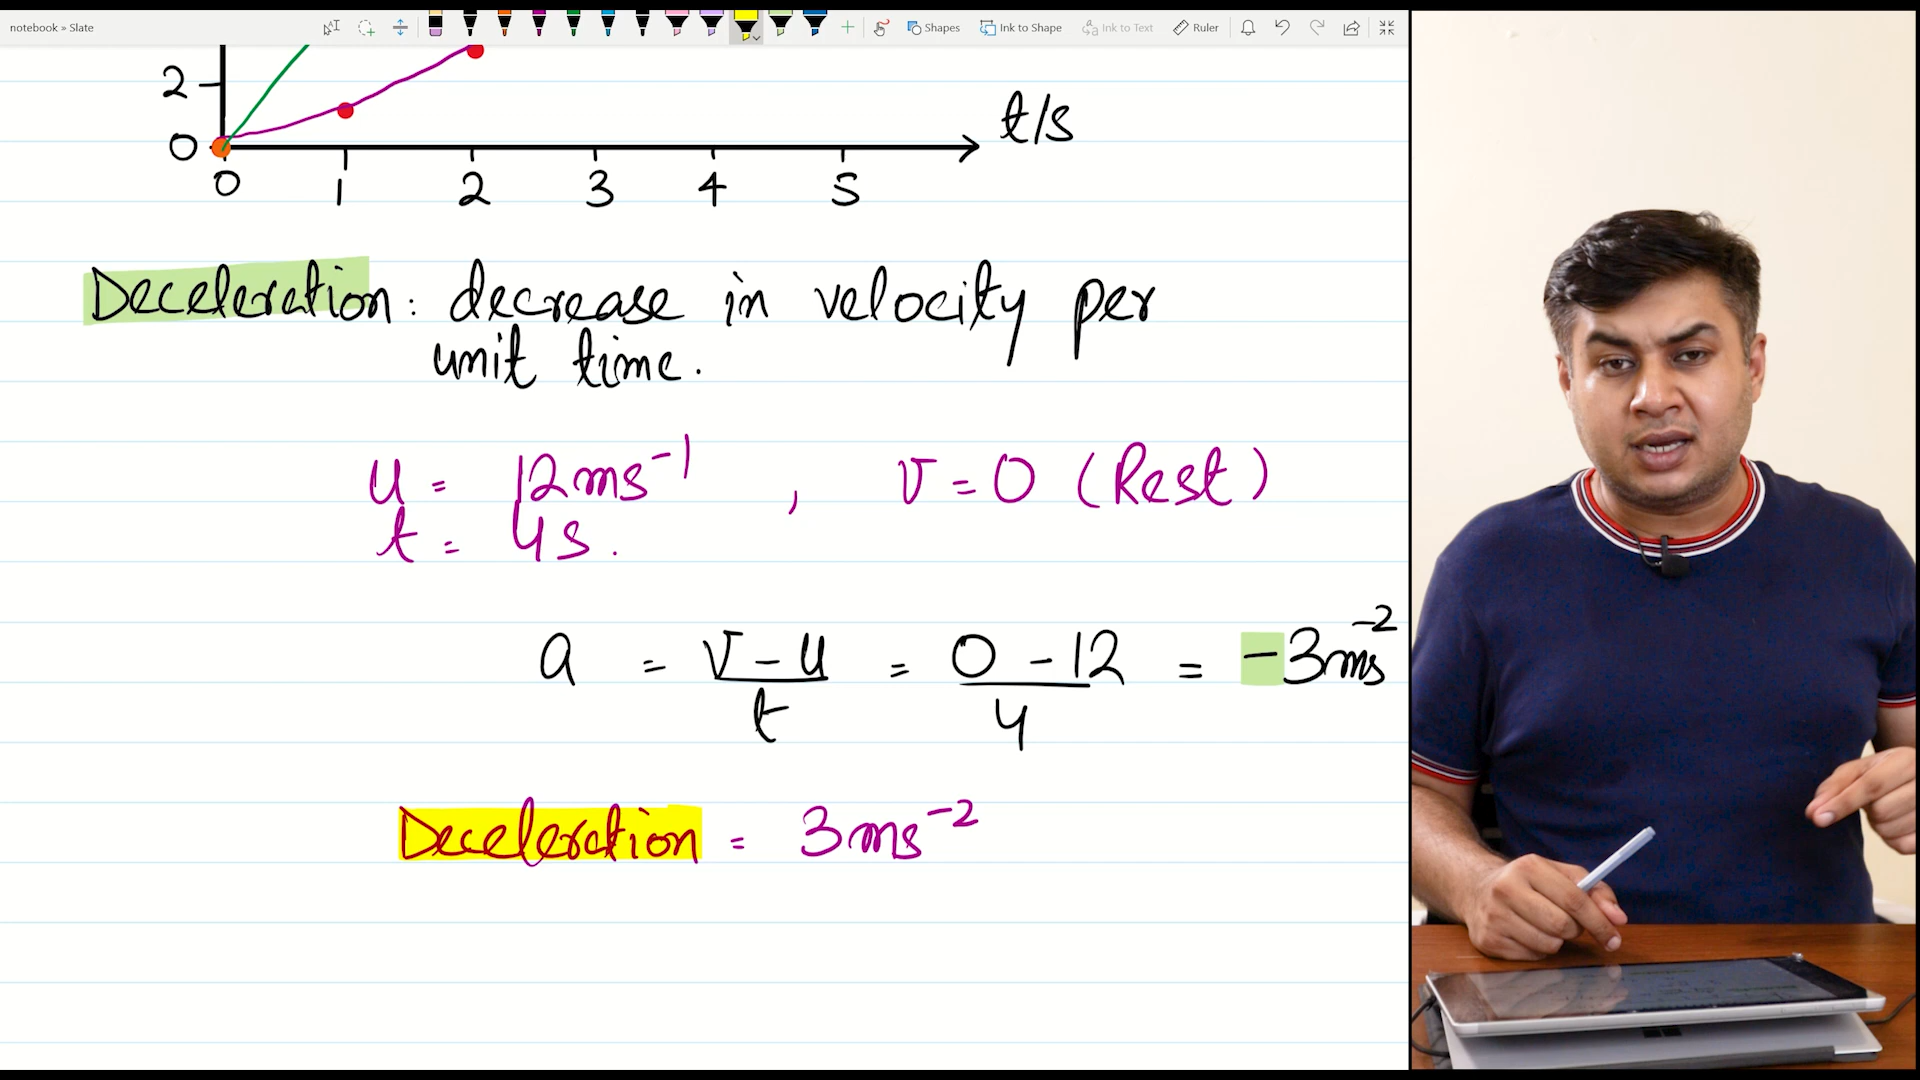 notebook » Slate
Shapes
Ink to Shape
Ink to Text
Ruler
2
0
t/s
0 1 2 3 4 5
Deceleration: decrease in velocity per
unit time.
u = 12ms⁻¹ , v = 0 (Rest)
t = 4s.
a = v - u / t = 0 - 12 / 4 = -3ms⁻²
Deceleration = 3ms⁻²